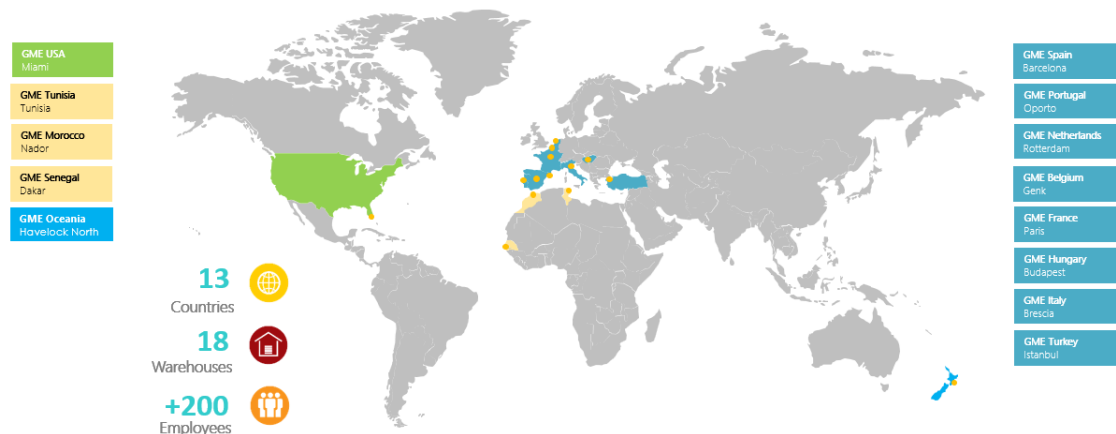 GME USA
Miami
GME Tunisia
Tunisia
GME Morocco
Nador
GME Senegal
Dakar
GME Oceania
Havelock North
13
Countries
18
Warehouses
+200
Employees
GME Spain
Barcelona
GME Portugal
Oporto
GME Netherlands
Rotterdam
GME Belgium
Genk
GME France
Paris
GME Hungary
Budapest
GME Italy
Brescia
GME Turkey
Istanbul